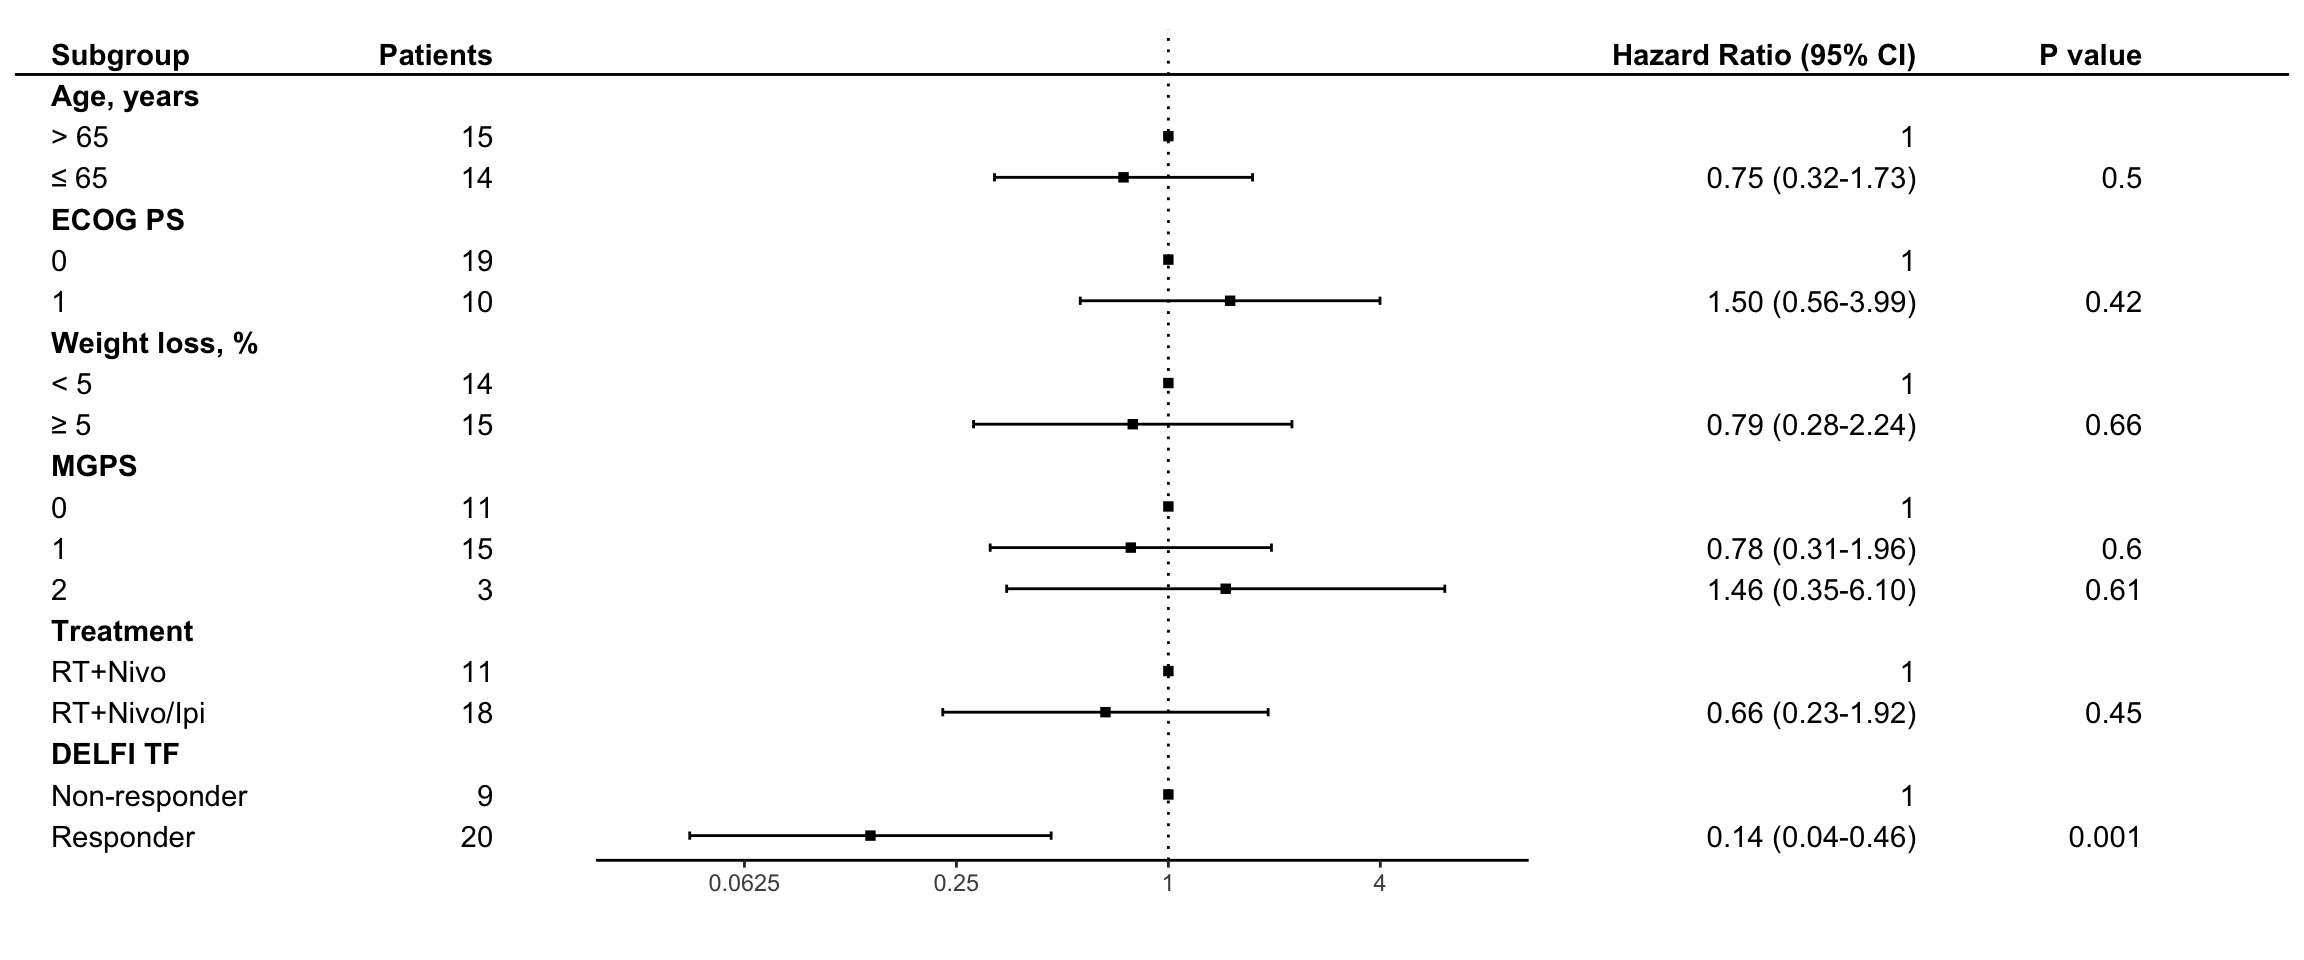 Subgroup Patients Hazard Ratio (95% CI) P value
Age, years
> 65 15 1
≤ 65 14 0.75 (0.32-1.73) 0.5
ECOG PS
0 19 1
1 10 1.50 (0.56-3.99) 0.42
Weight loss, %
< 5 14 1
≥ 5 15 0.79 (0.28-2.24) 0.66
MGPS
0 11 1
1 15 0.78 (0.31-1.96) 0.6
2 3 1.46 (0.35-6.10) 0.61
Treatment
RT+Nivo 11 1
RT+Nivo/Ipi 18 0.66 (0.23-1.92) 0.45
DELFI TF
Non-responder 9 1
Responder 20 0.14 (0.04-0.46) 0.001
0.0625 0.25 1 4